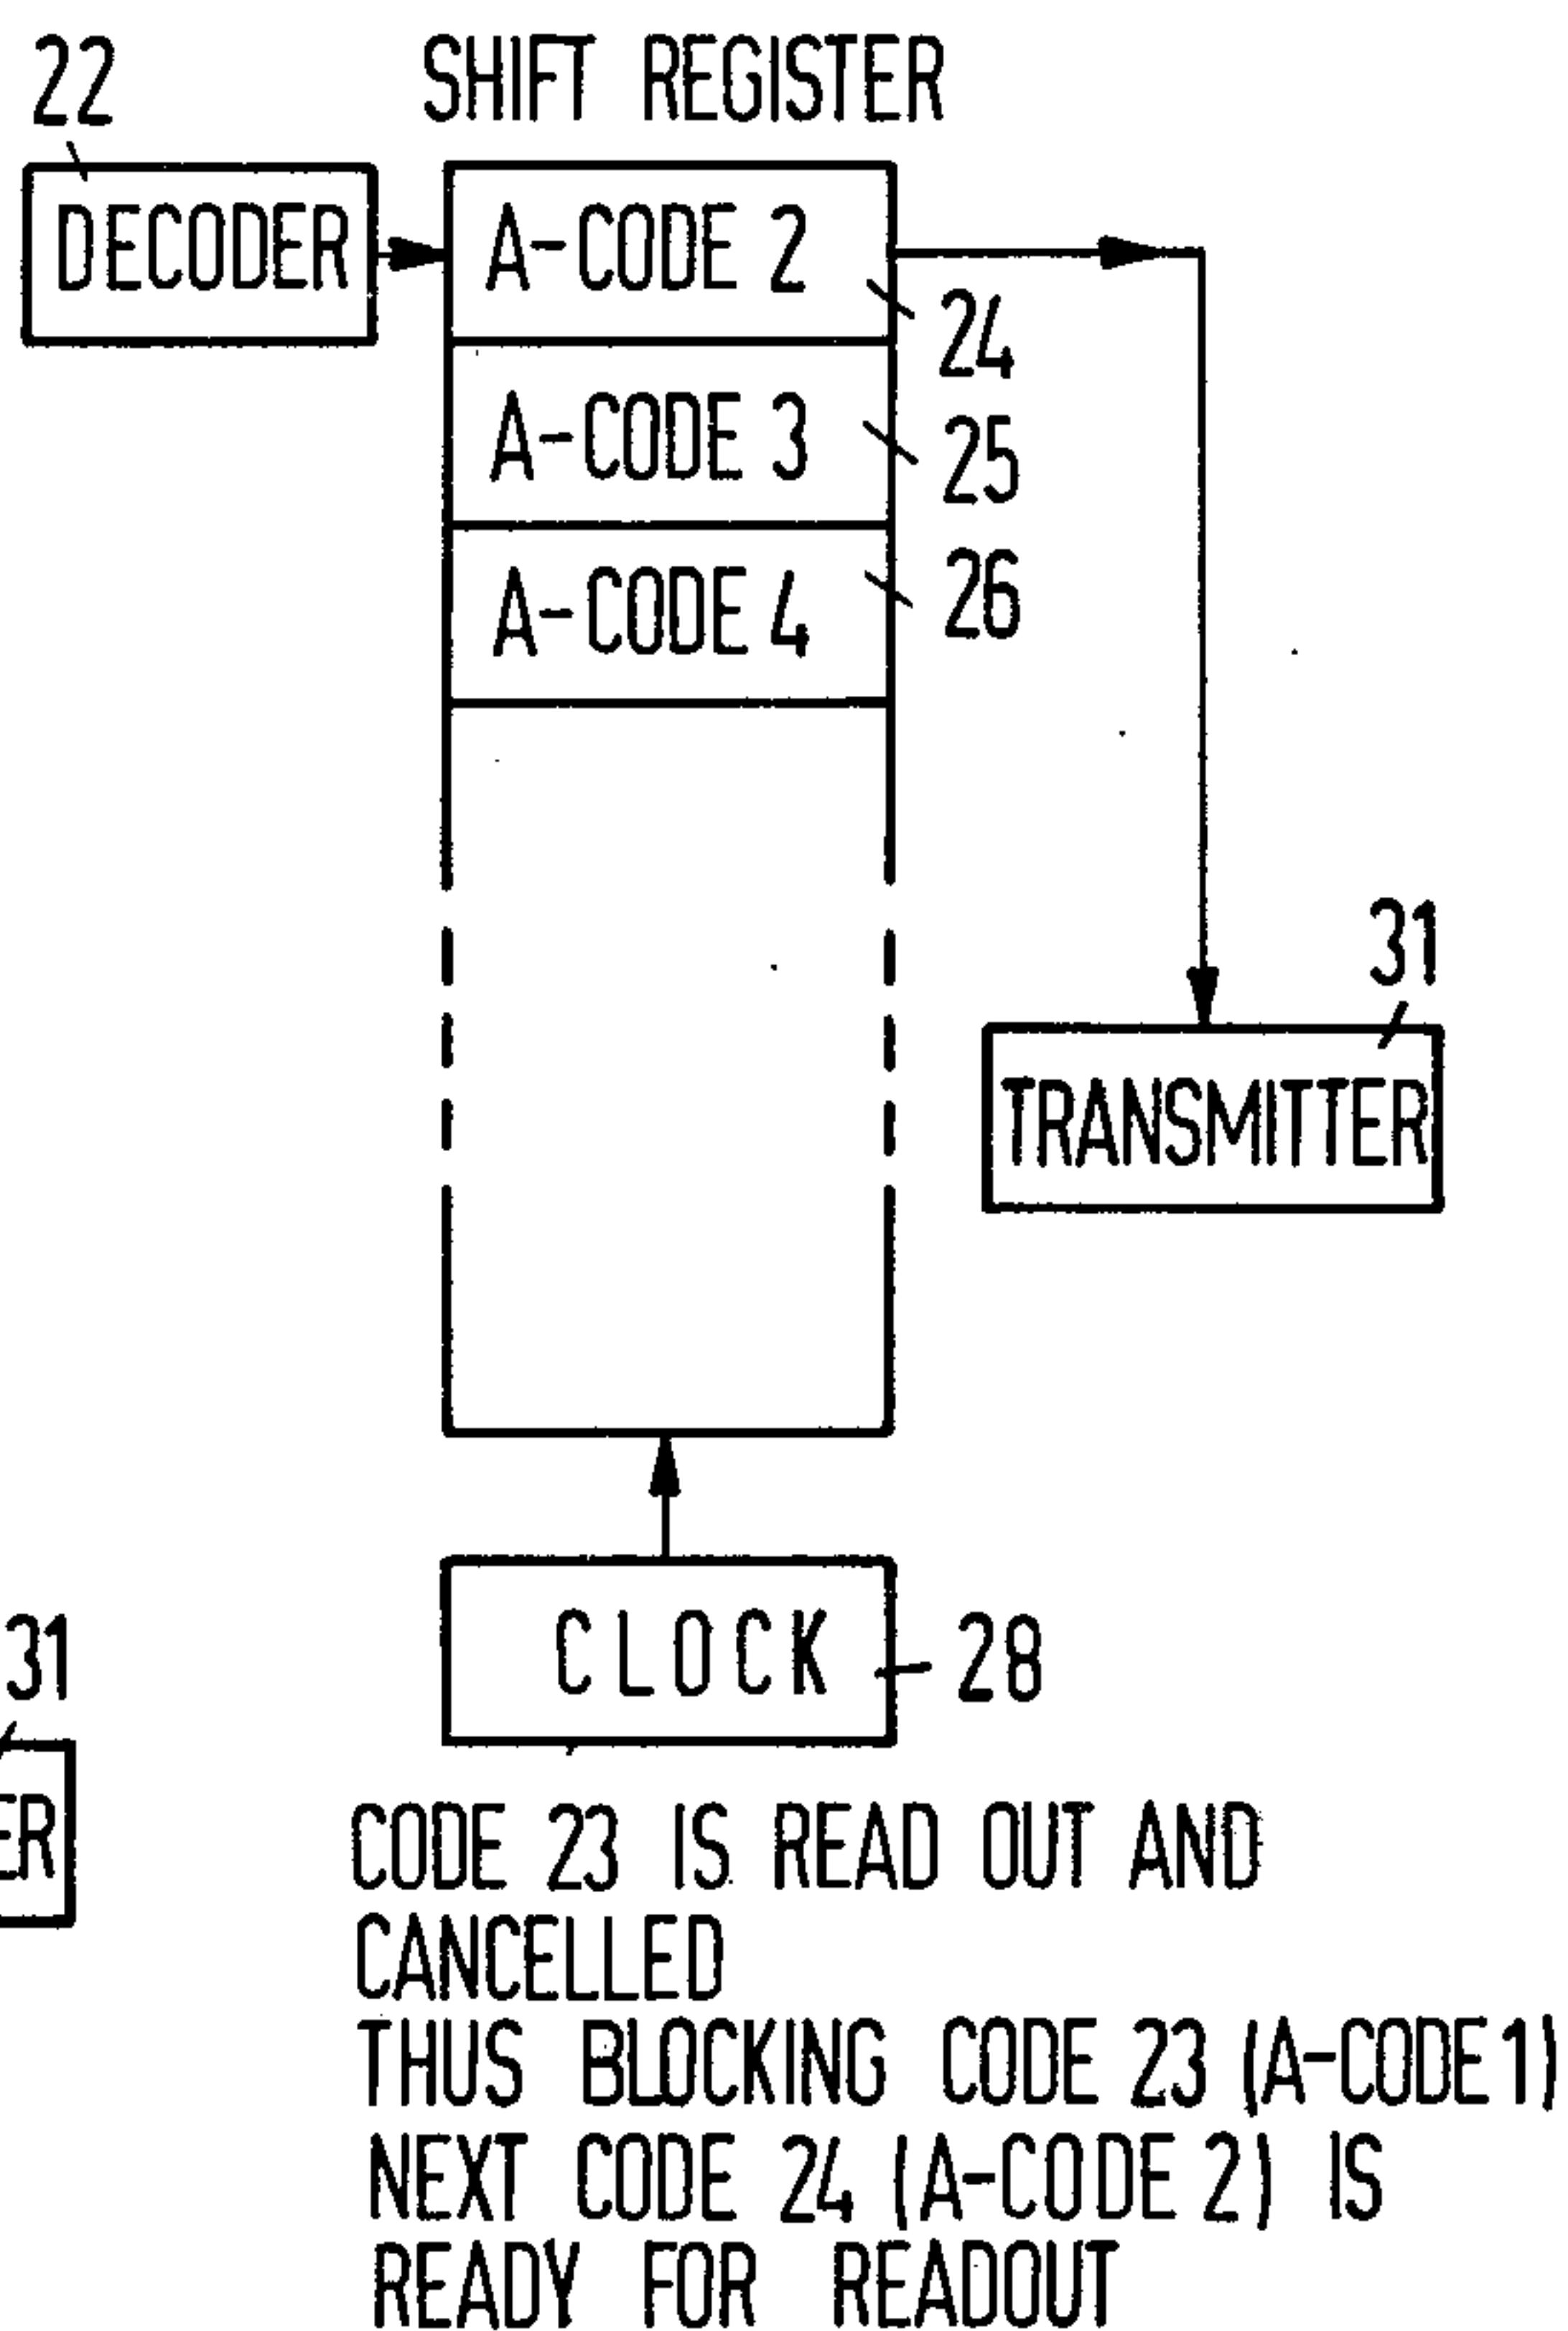 22 SHIFT REGISTER
DECODER A-CODE 2
24
A-CODE 3
25
A-CODE 4
26
31
TRANSMITTER
CLOCK 28
31
ER
CODE 23 IS READ OUT AND
CANCELLED
THUS BLOCKING CODE 23 (A-CODE 1)
NEXT CODE 24 (A-CODE 2) IS
READY FOR READOUT